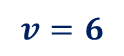 v = 6